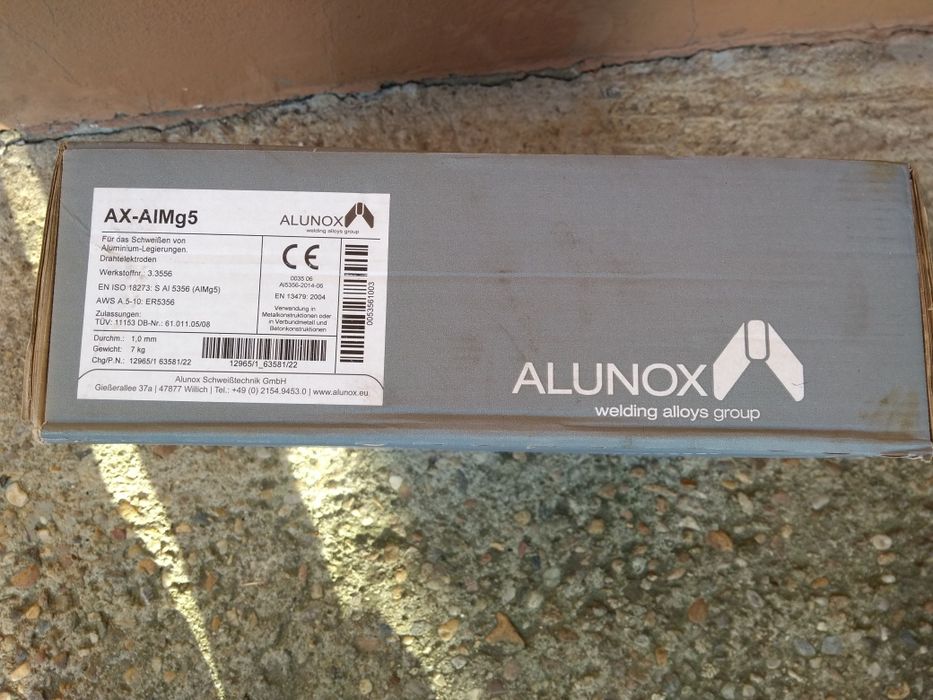 AX-AlMg5
ALUNOX
welding alloys group
Für das Schweißen von
Aluminium-Legierungen.
Drahtelektroden
Werkstoffnr.: 3.3556
EN ISO 18273: S Al 5356 (AlMg5)
AWS A.5-10: ER5356
Zulassungen:
TÜV: 11153 DB-Nr.: 61.011.05/08
CE
0035 06
Al5356-2014-06
EN 13479: 2004
Verwendung in
Metallkonstruktionen oder
in Verbundmetall und
Betonkonstruktionen
0053561003
Durchm.: 1,0 mm
Gewicht: 7 kg
Chg/P.N.: 12965/1 63581/22
12965/1_63581/22
Alunox Schweißtechnik GmbH
Gießerallee 37a | 47877 Willich | Tel.: +49 (0) 2154.9453.0 | www.alunox.eu
ALUNOX
welding alloys group